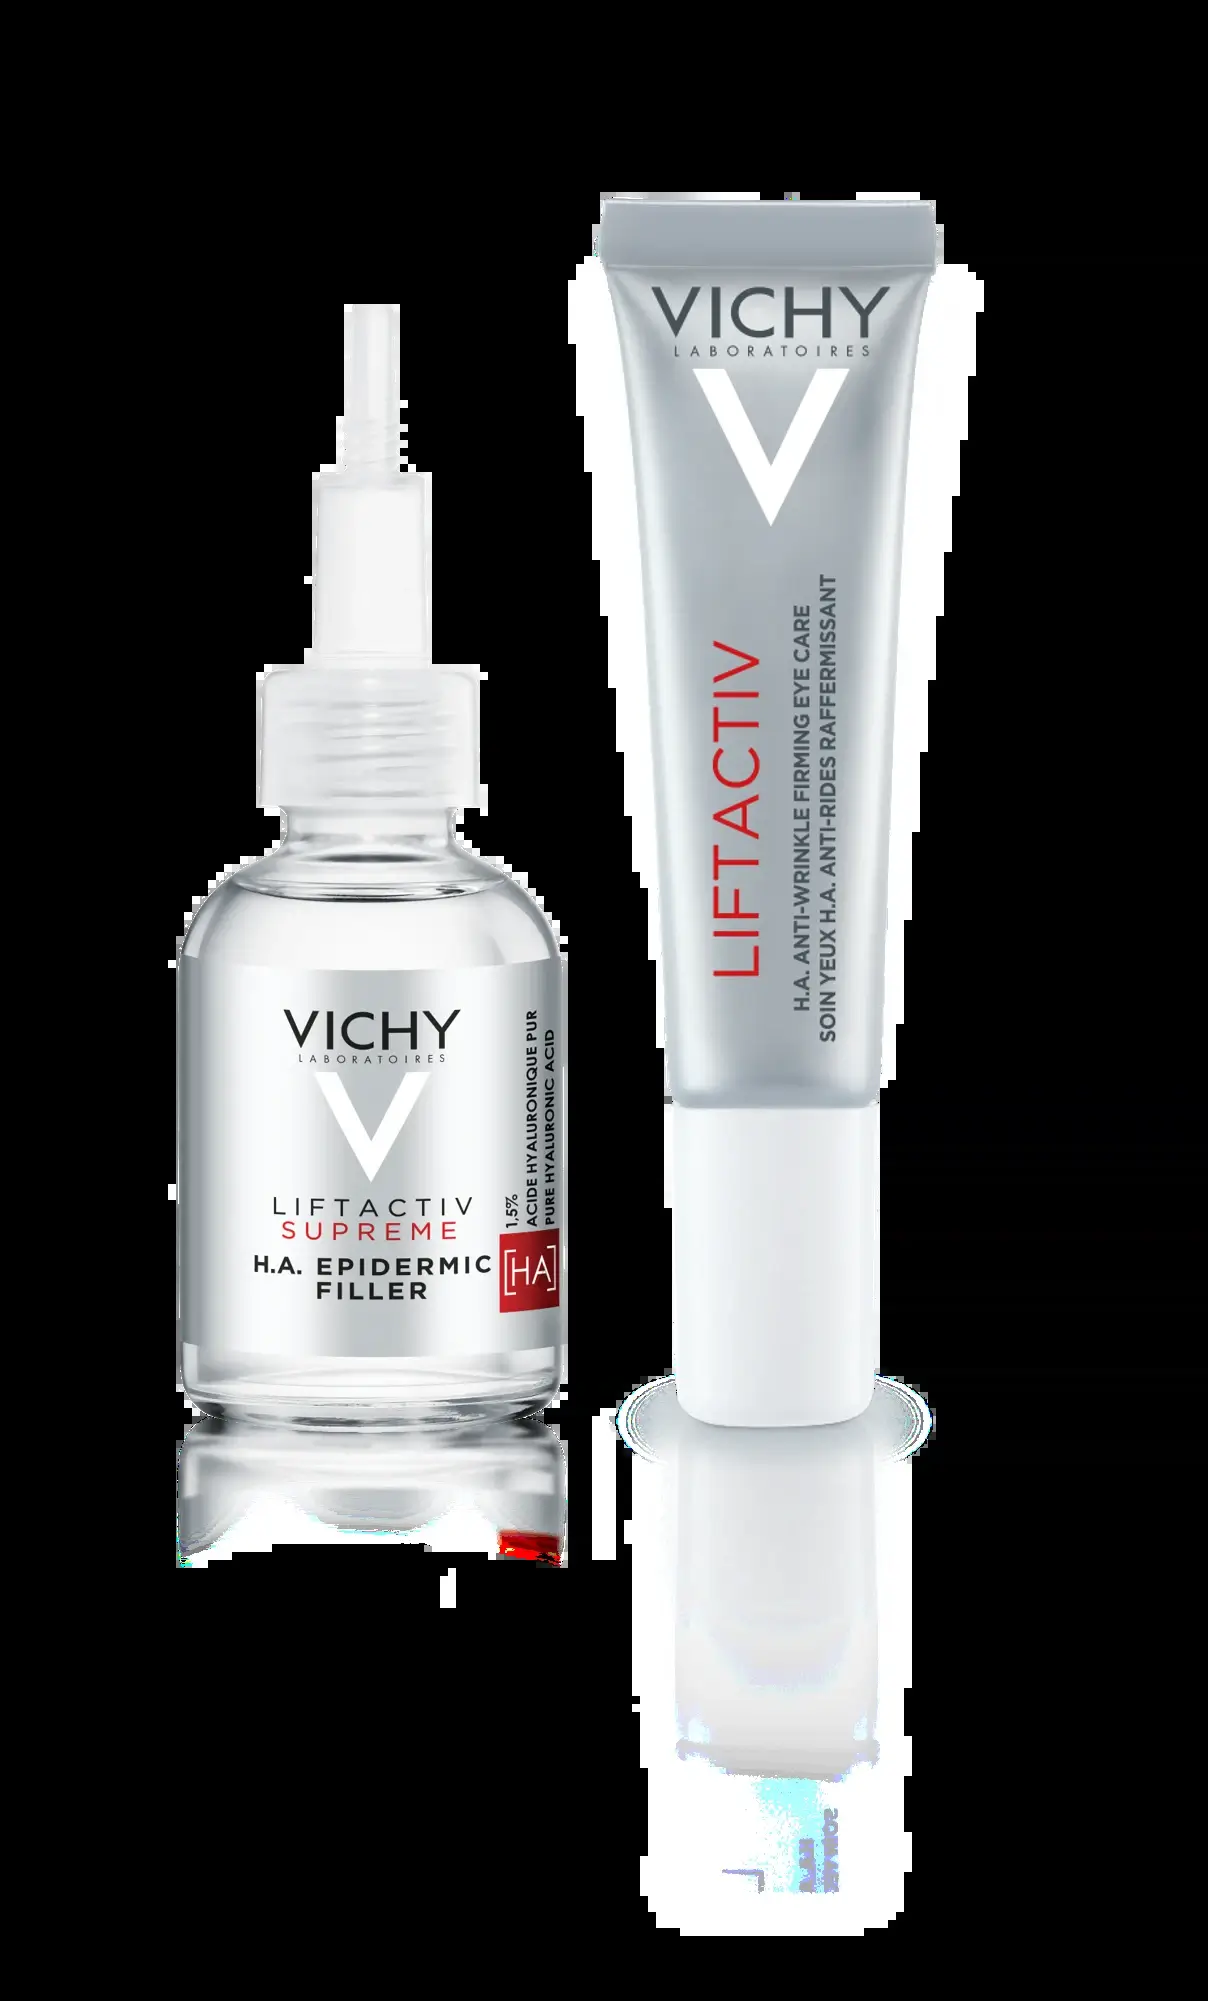 VICHY
LABORATOIRES
LIFTACTIV
SUPREME
H.A. EPIDERMIC
FILLER
1,5%
ACIDE HYALURONIQUE PUR
PURE HYALURONIC ACID
[HA]
VICHY
LABORATOIRES
LIFTACTIV
H.A. ANTI-WRINKLE FIRMING EYE CARE
SOIN YEUX H.A. ANTI-RIDES RAFFERMISSANT